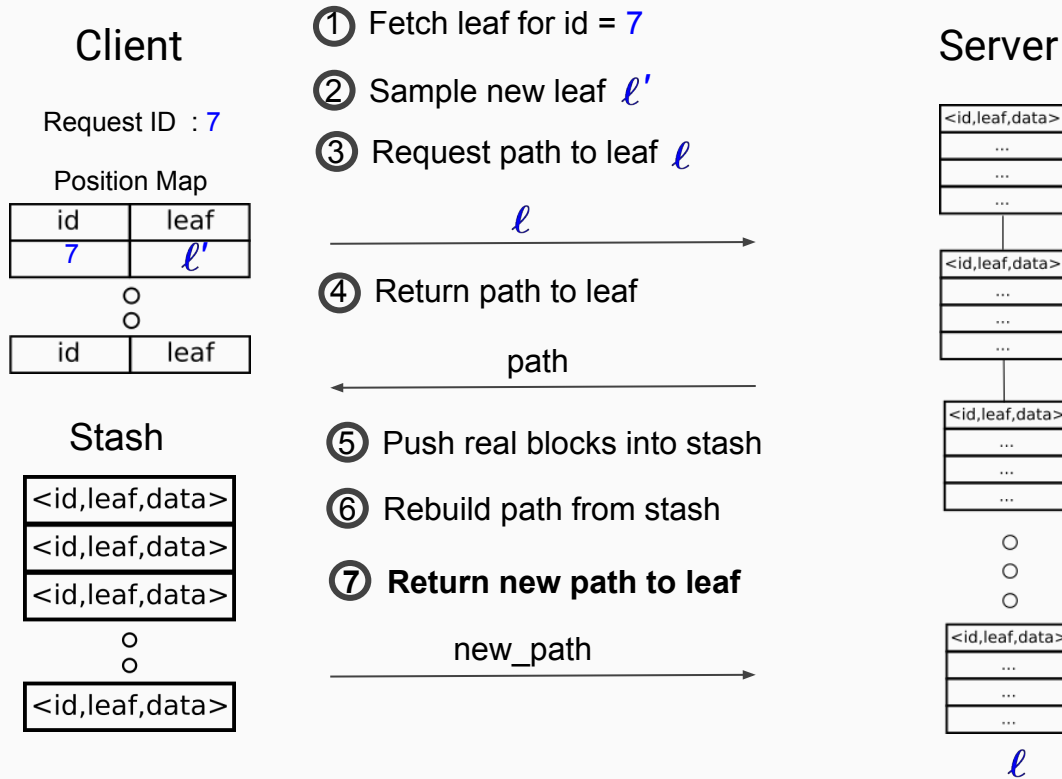 Client
Request ID : 7
Position Map
id leaf
7 ℓ'
id leaf
Stash
<id,leaf,data>
<id,leaf,data>
<id,leaf,data>
<id,leaf,data>
1 Fetch leaf for id = 7
2 Sample new leaf ℓ'
3 Request path to leaf ℓ
ℓ
4 Return path to leaf
path
5 Push real blocks into stash
6 Rebuild path from stash
7 Return new path to leaf
new_path
Server
<id,leaf,data>
...
...
...
<id,leaf,data>
...
...
...
<id,leaf,data>
...
...
...
<id,leaf,data>
...
...
...
ℓ